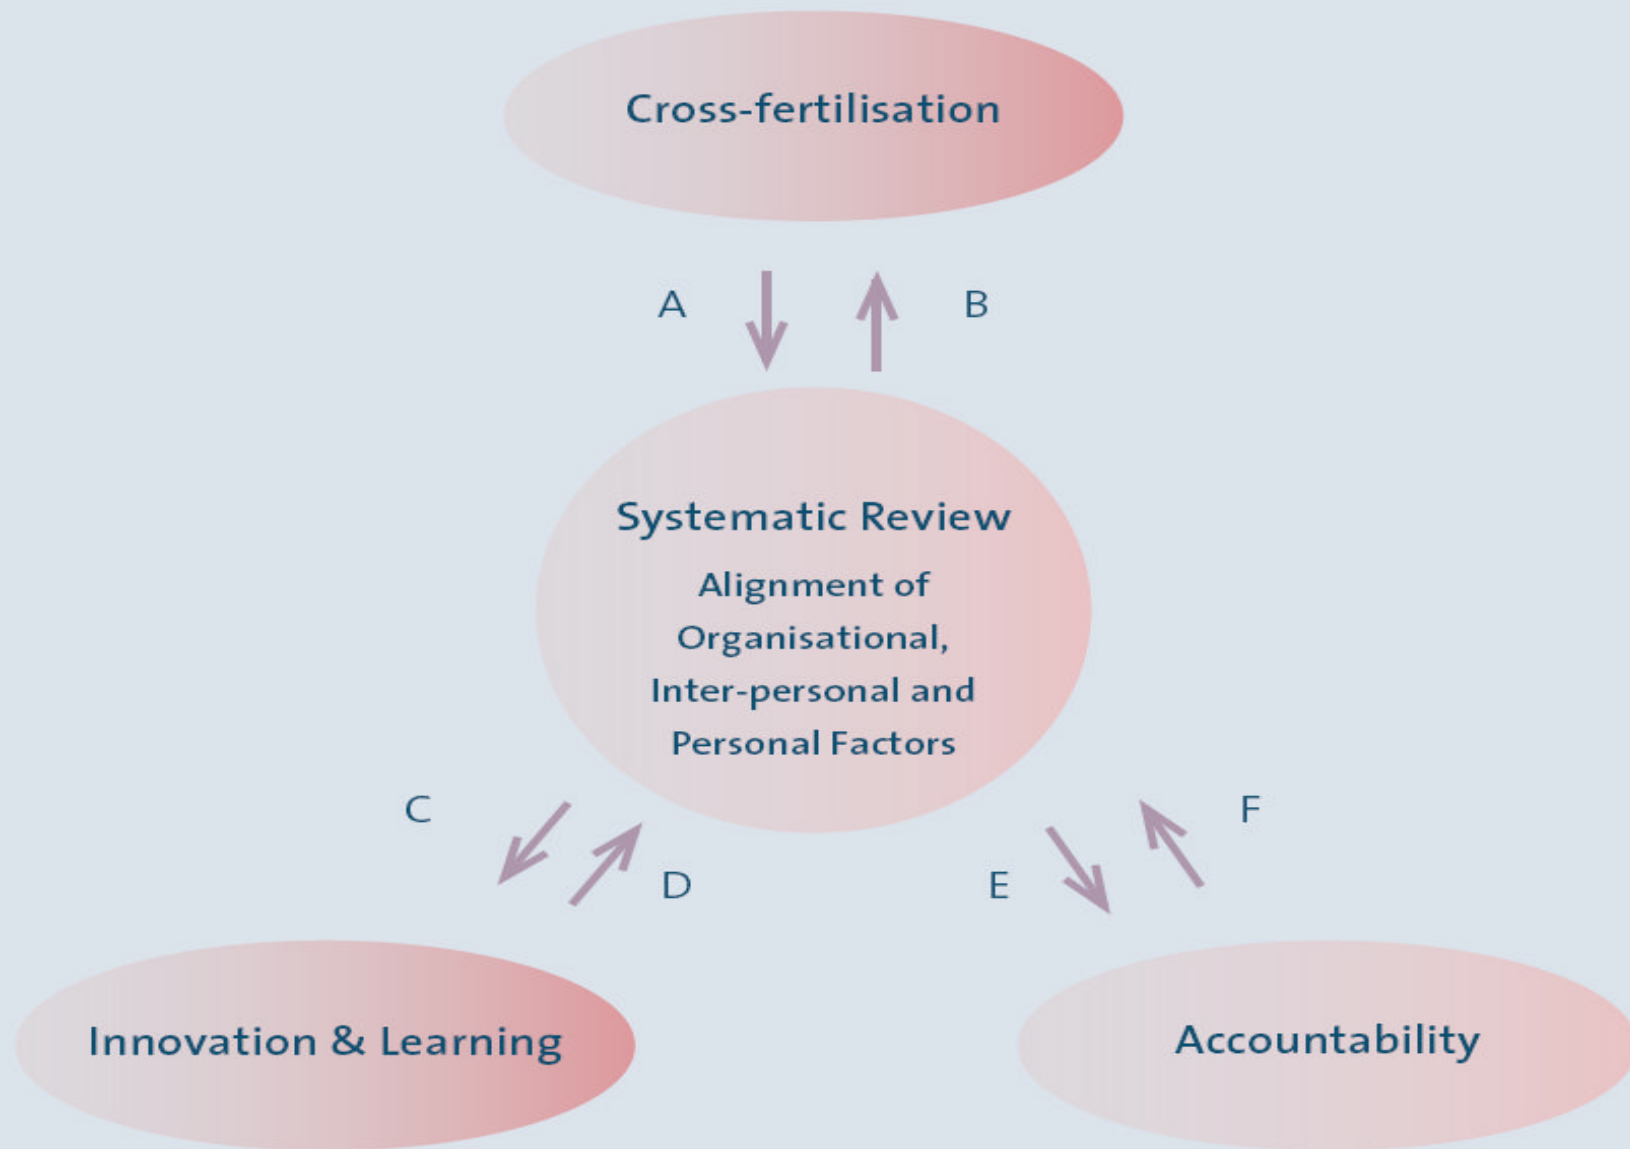 Cross-fertilisation
A
B
Systematic Review
Alignment of
Organisational,
Inter-personal and
Personal Factors
C
F
D
E
Innovation & Learning
Accountability